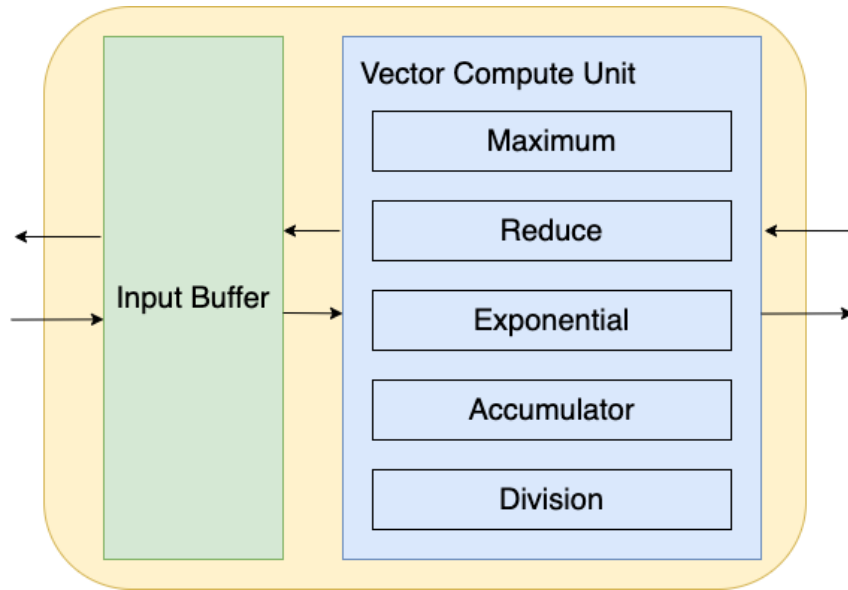 Vector Compute Unit
Maximum
Reduce
Input Buffer
Exponential
Accumulator
Division